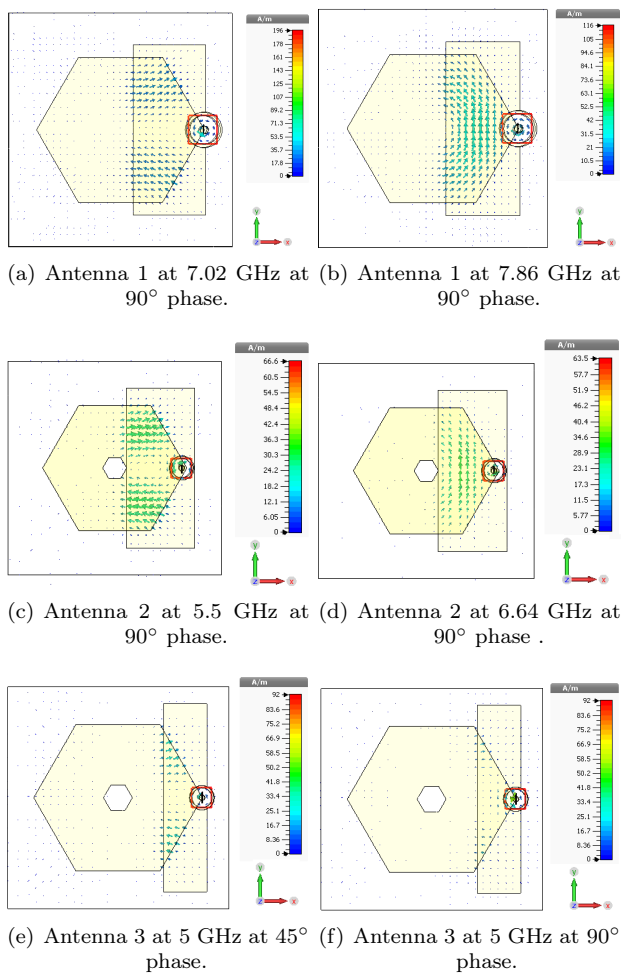 A/m
196
178
161
143
125
107
89
71.3
53.5
35.7
17.8
0
y
z
x
A/m
116
105
94.6
84.1
73.6
63.1
52.6
42.1
31.5
21
10.5
0
y
z
x
(a) Antenna 1 at 7.02 GHz at
90° phase.
(b) Antenna 1 at 7.86 GHz at
90° phase.
A/m
66.6
60.5
54.5
48.4
42.4
36.3
30.3
24.2
18.2
12.1
6.05
0
y
z
x
A/m
63.5
57.7
51.9
46.2
40.4
34.6
28.9
23.1
17.3
11.5
5.77
0
y
z
x
(c) Antenna 2 at 5.5 GHz at
90° phase.
(d) Antenna 2 at 6.64 GHz at
90° phase .
A/m
92
83.6
75.2
66.9
58.5
50.2
41.8
33.4
25.1
16.7
8.36
0
y
z
x
A/m
92
83.6
75.2
66.9
58.5
50.2
41.8
33.4
25.1
16.7
8.36
0
y
z
x
(e) Antenna 3 at 5 GHz at 45°
phase.
(f) Antenna 3 at 5 GHz at 90°
phase.